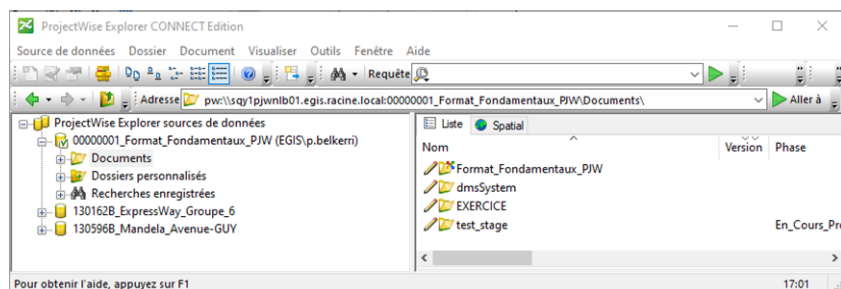 ProjectWise Explorer CONNECT Edition
Source de données Dossier Document Visualiser Outils Fenêtre Aide
Requête
Adresse pw:\\sqy1pjwnlb01.egis.racine.local:00000001_Format_Fondamentaux_PJW\Documents\ Aller à
ProjectWise Explorer sources de données
00000001_Format_Fondamentaux_PJW (EGIS\p.belkerri)
Documents
Dossiers personnalisés
Recherches enregistrées
130162B_ExpressWay_Groupe_6
130596B_Mandela_Avenue-GUY
Liste Spatial
Nom Version Phase
Format_Fondamentaux_PJW
dmsSystem
EXERCICE
test_stage En_Cours_Pr
Pour obtenir l'aide, appuyez sur F1 17:01